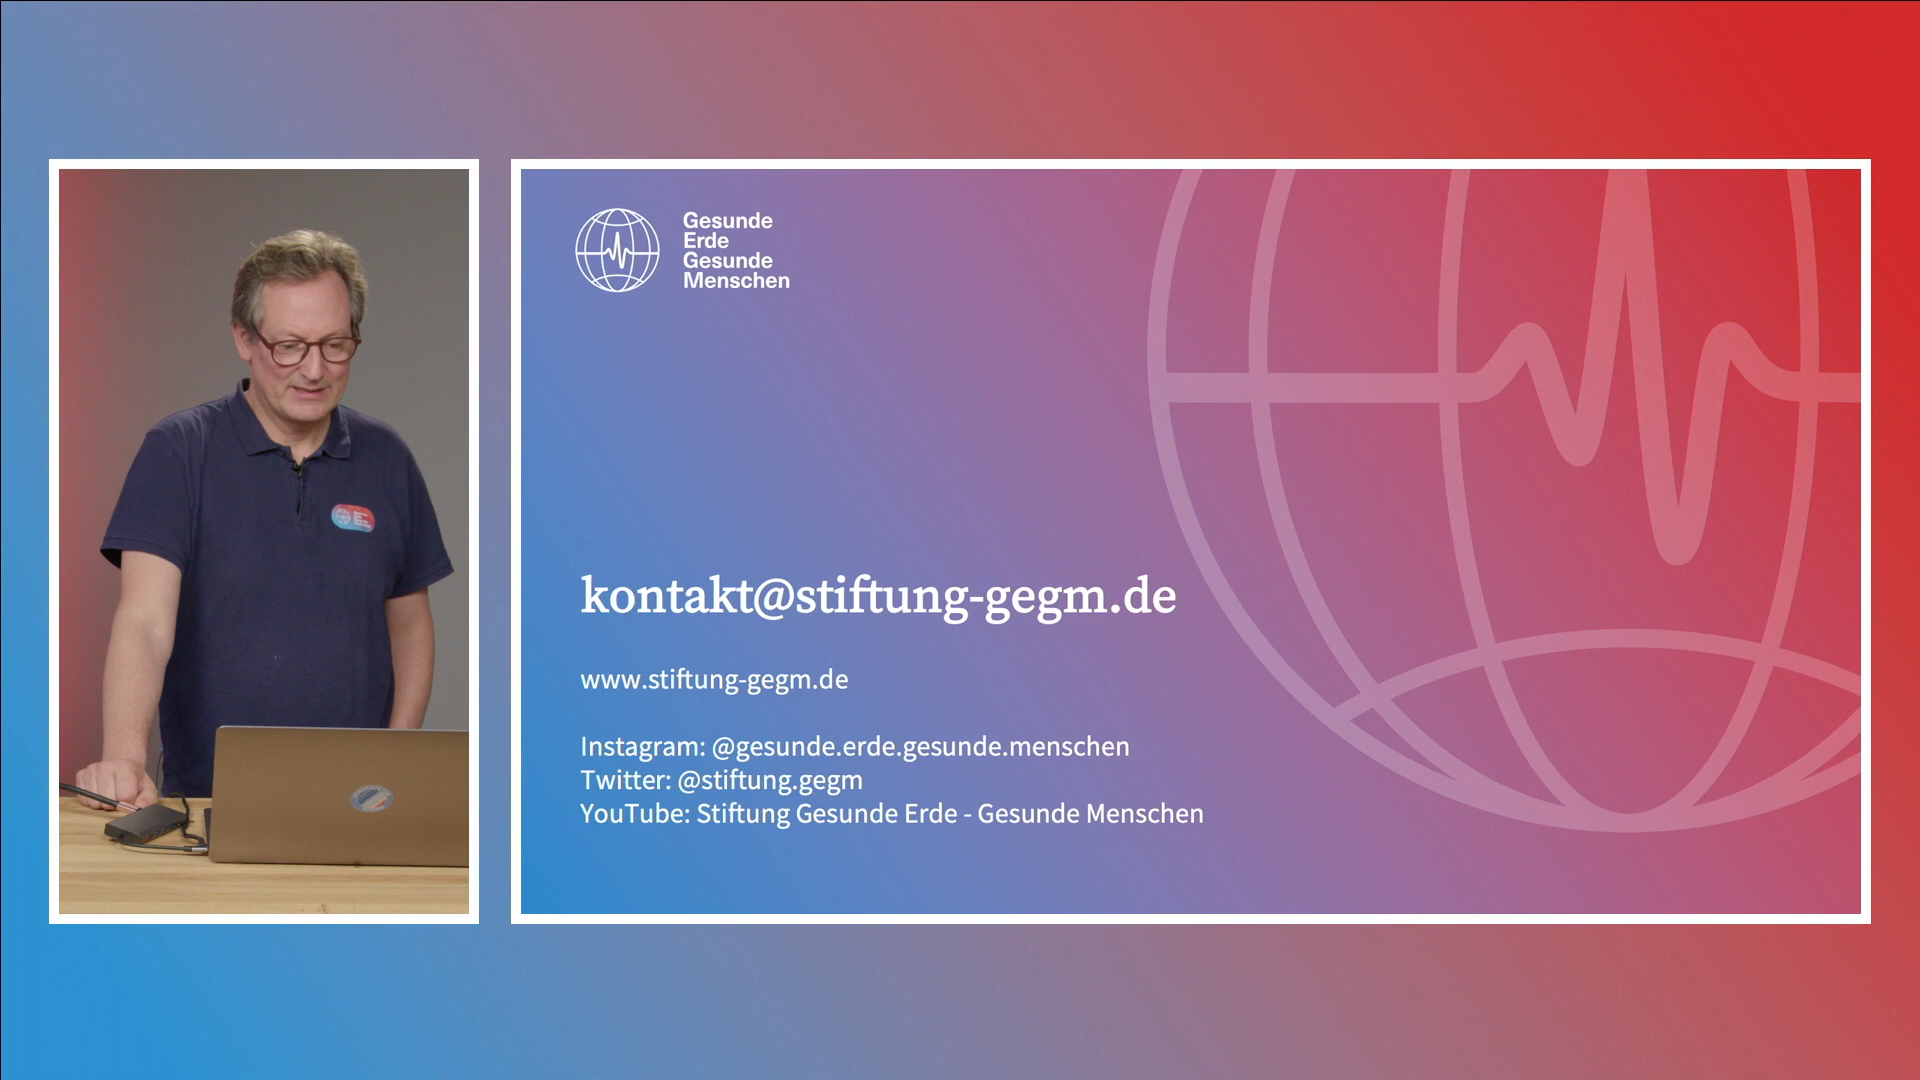 Gesunde
Erde
Gesunde
Menschen
kontakt@stiftung-gegm.de
www.stiftung-gegm.de
Instagram: @gesunde.erde.gesunde.menschen
Twitter: @stiftung.gegm
YouTube: Stiftung Gesunde Erde - Gesunde Menschen